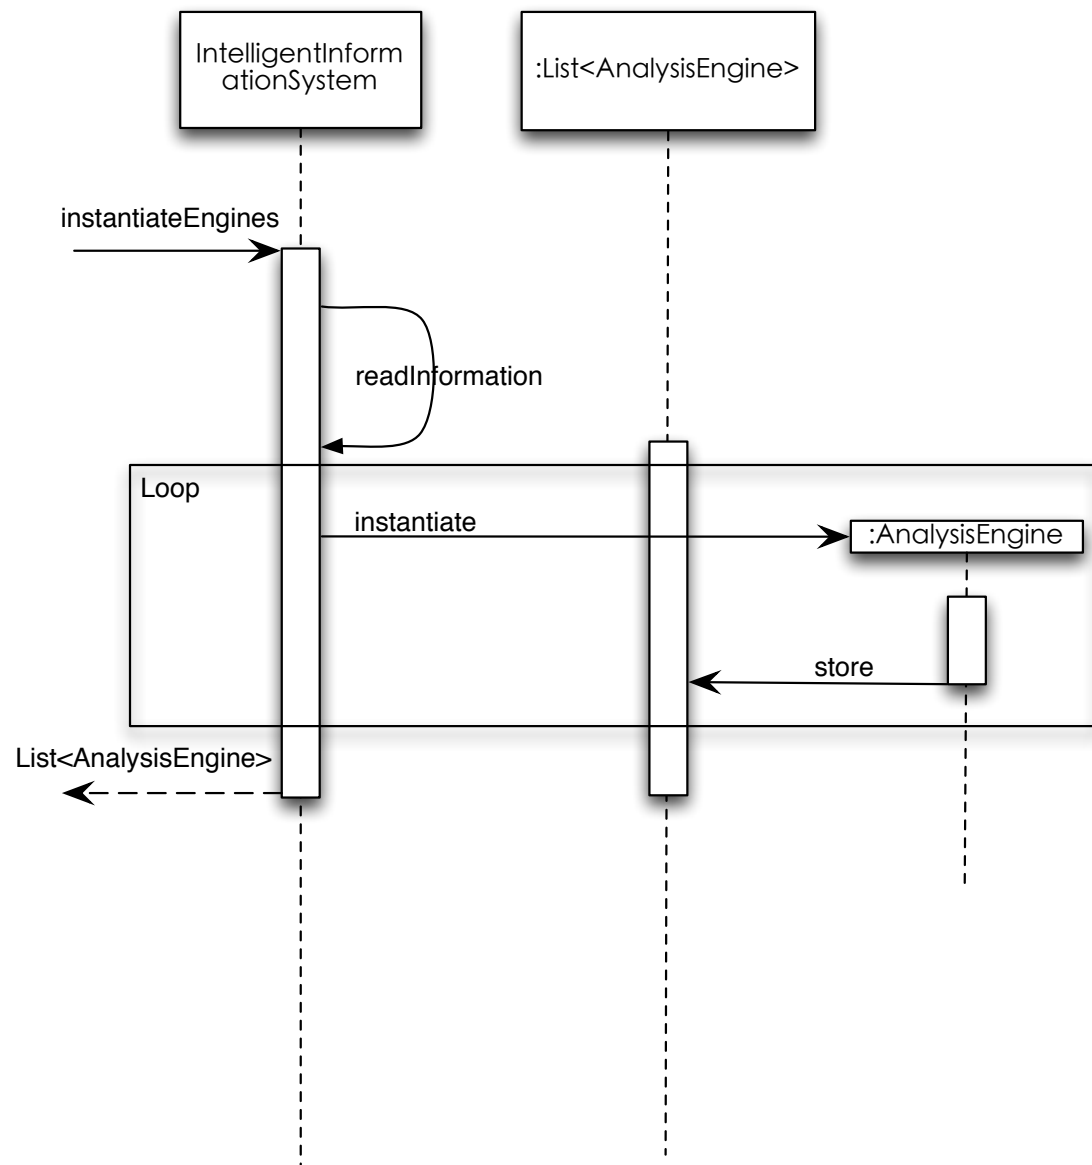 IntelligentInform
ationSystem
:List<AnalysisEngine>
instantiateEngines
readInformation
Loop
instantiate
:AnalysisEngine
store
List<AnalysisEngine>